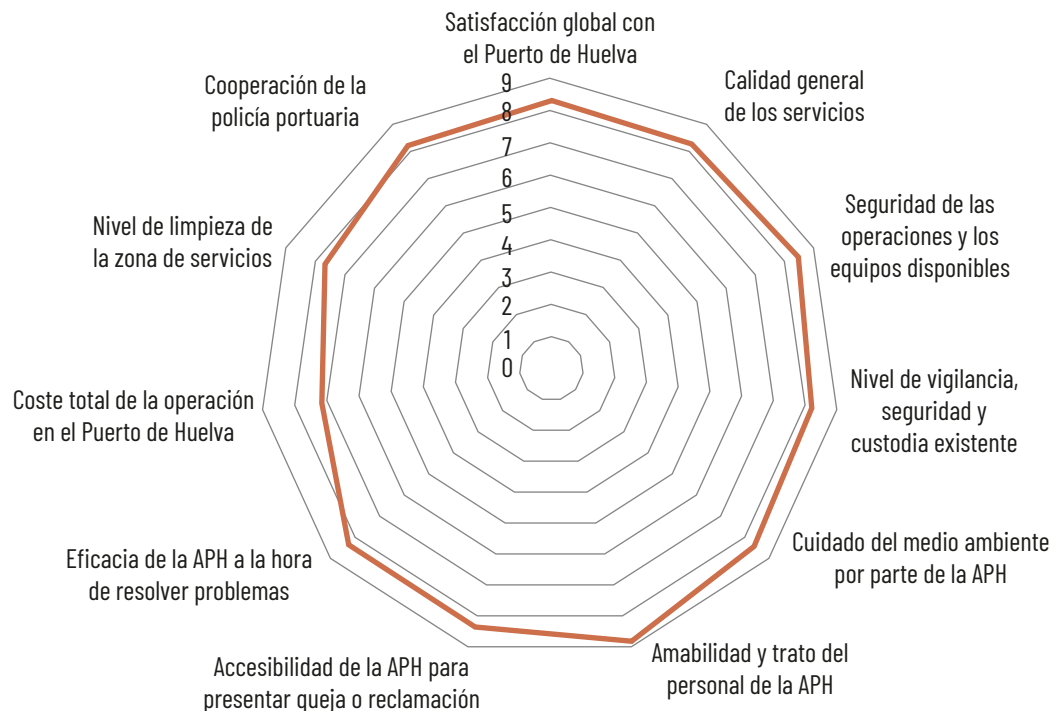 Satisfacción global con
el Puerto de Huelva
Calidad general
de los servicios
Seguridad de las
operaciones y los
equipos disponibles
Nivel de vigilancia,
seguridad y
custodia existente
Cuidado del medio ambiente
por parte de la APH
Amabilidad y trato del
personal de la APH
Accesibilidad de la APH para
presentar queja o reclamación
Eficacia de la APH a la hora
de resolver problemas
Coste total de la operación
en el Puerto de Huelva
Nivel de limpieza de
la zona de servicios
Cooperación de la
policía portuaria
9
8
7
6
5
4
3
2
1
0